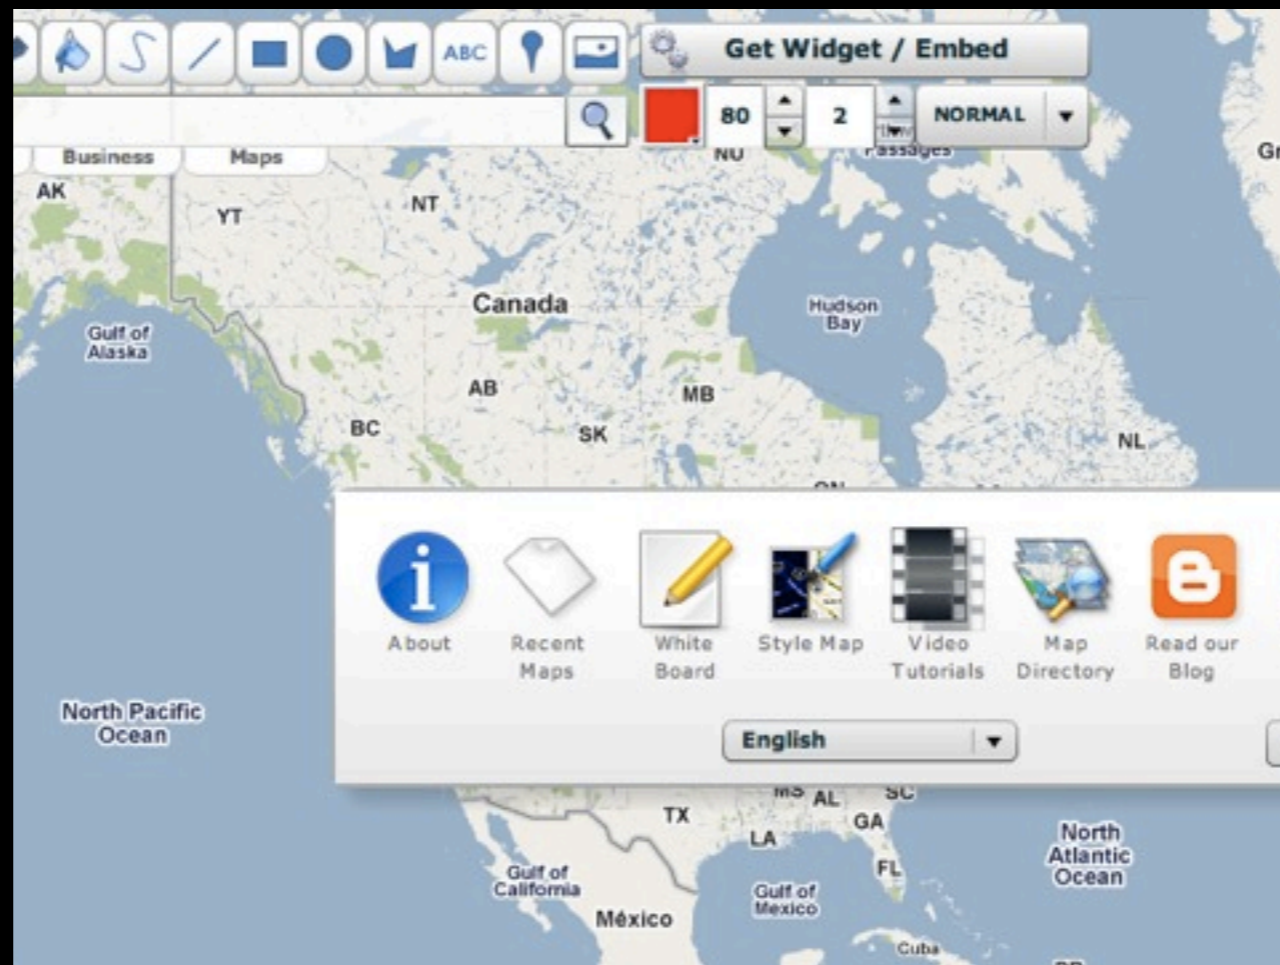 ABC
Get Widget / Embed
80
2
NORMAL
Business
Maps
NU
Passages
Gr
AK
YT
NT
Canada
Hudson
Bay
Gulf of
Alaska
AB
MB
BC
SK
NL
ON
About
Recent
Maps
White
Board
Style Map
Video
Tutorials
Map
Directory
Read our
Blog
North Pacific
Ocean
English
MS
AL
SC
TX
GA
LA
North
Atlantic
Ocean
FL
Gulf of
California
Gulf of
Mexico
México
Cuba